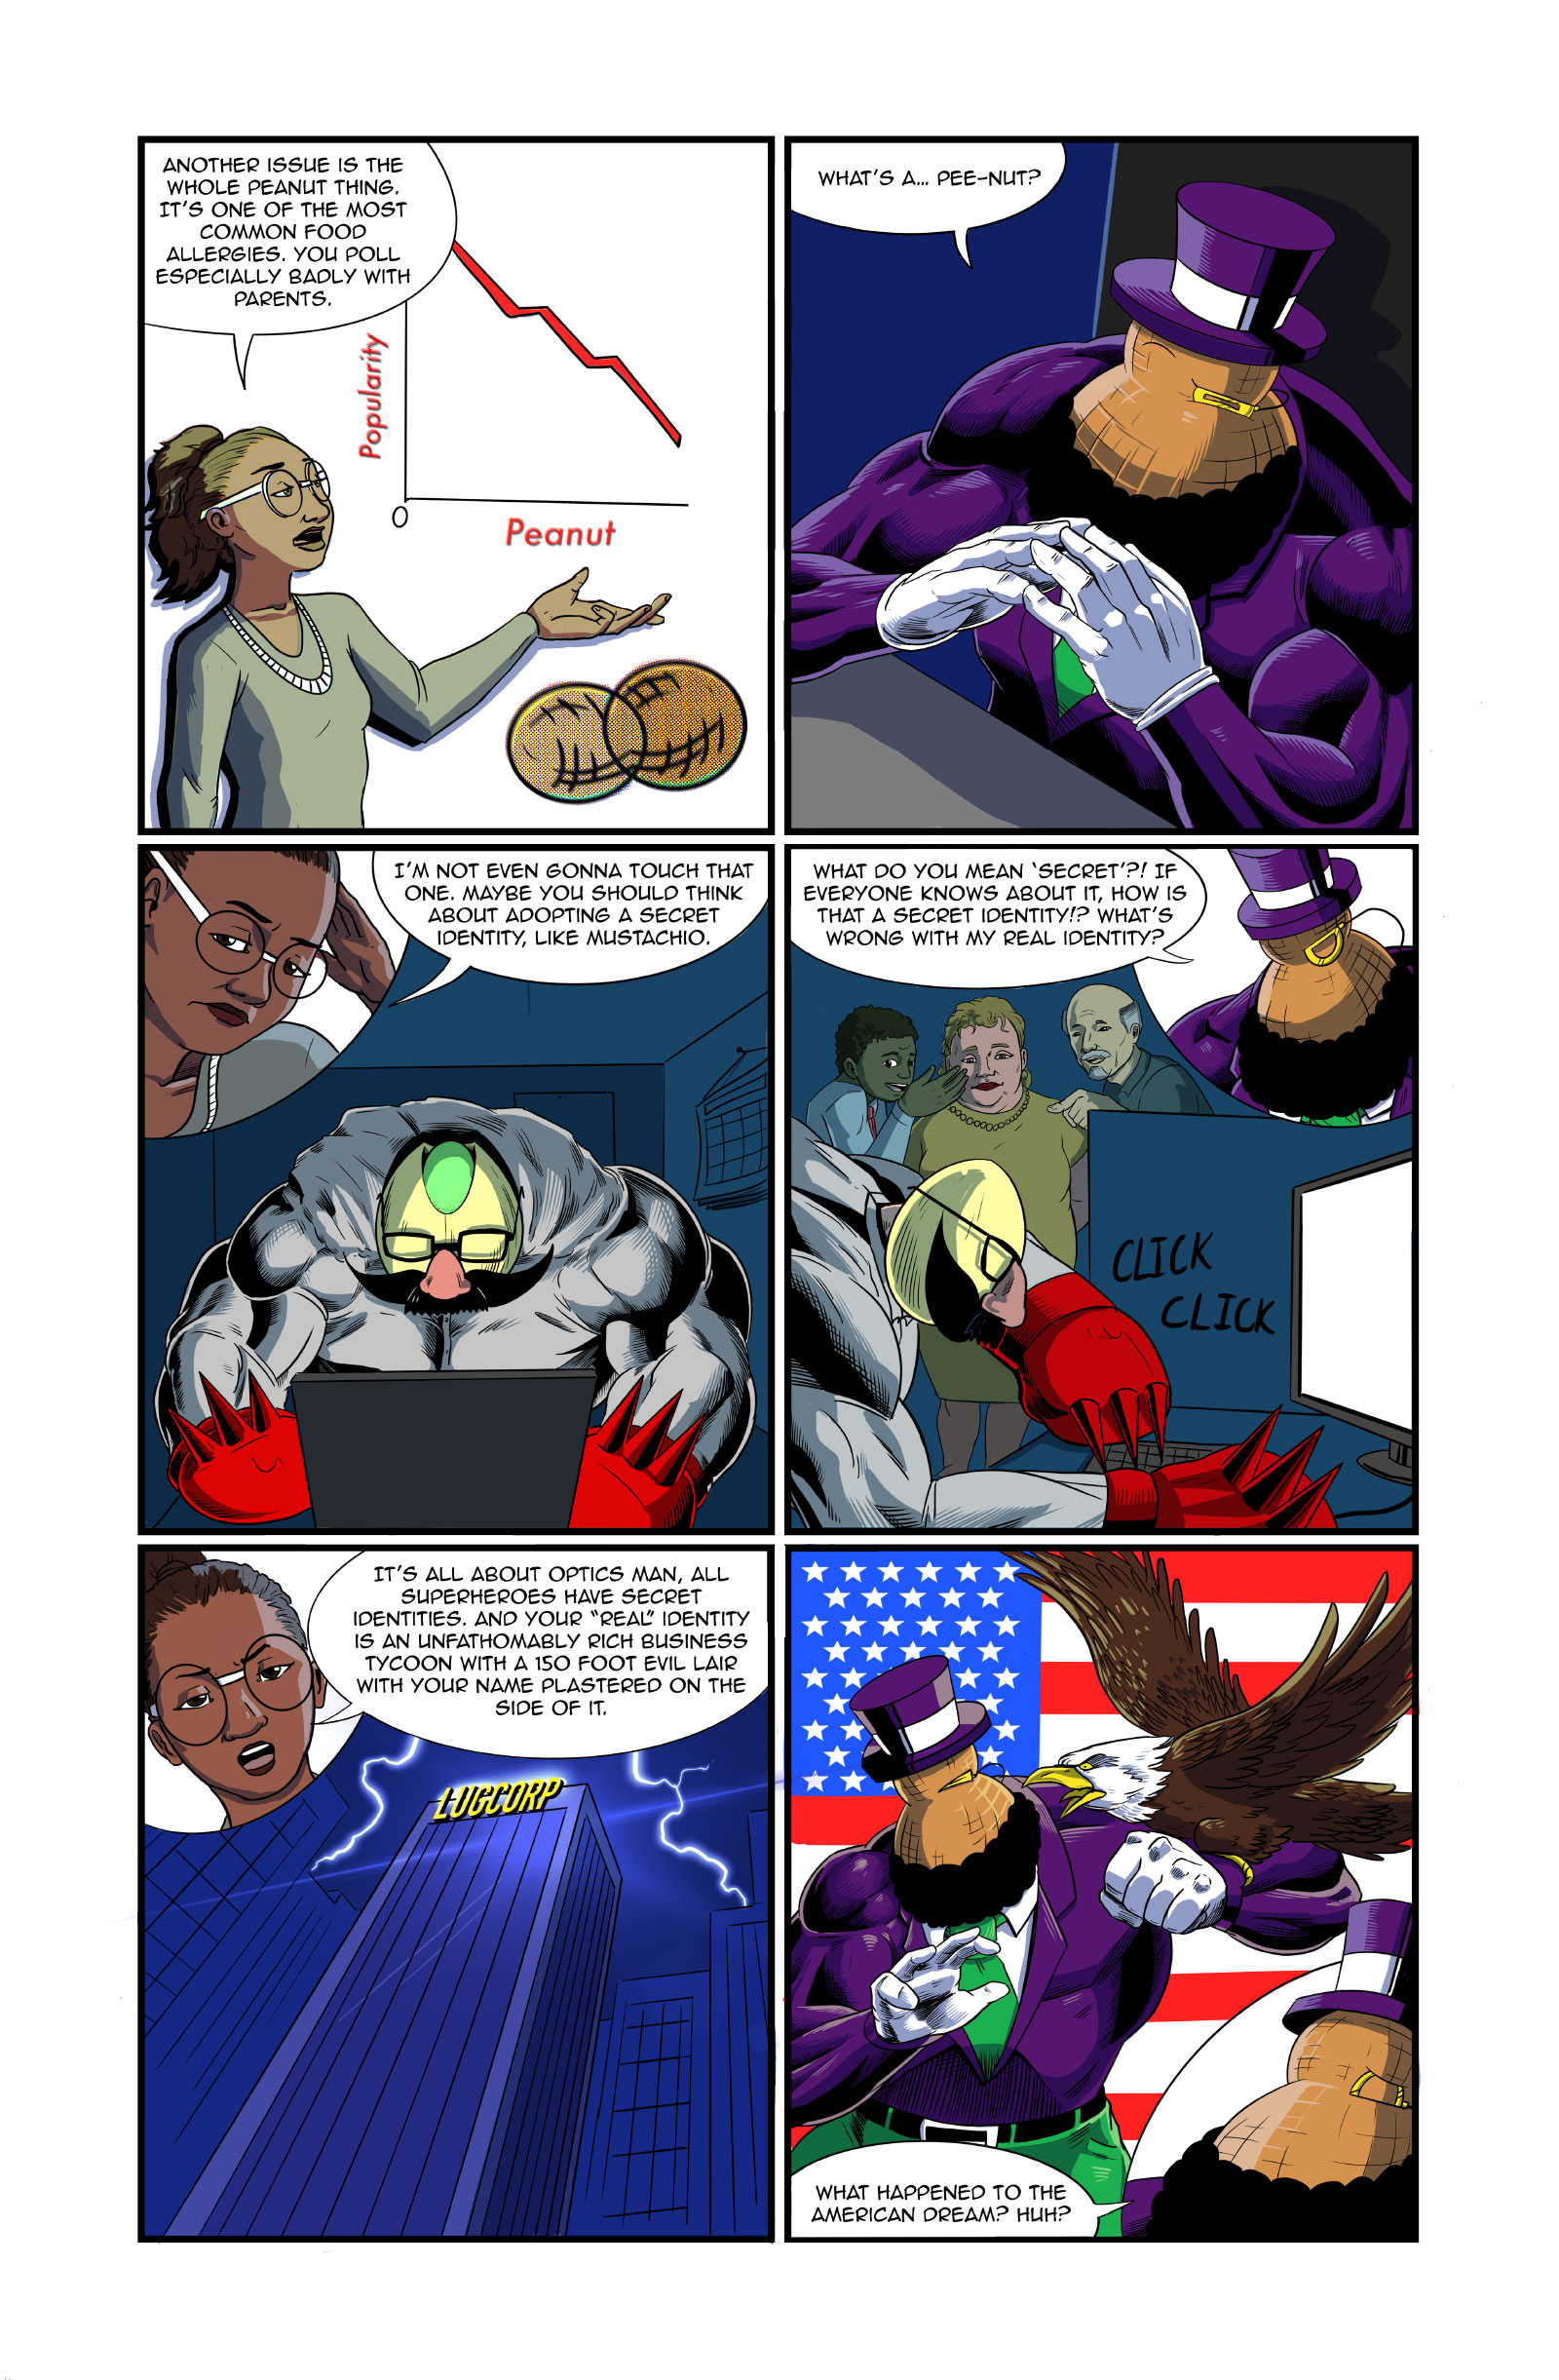 ANOTHER ISSUE IS THE
WHOLE PEANUT THING.
IT'S ONE OF THE MOST
COMMON FOOD
ALLERGIES. YOU POLL
ESPECIALLY BADLY WITH
PARENTS.
Popularity
0
Peanut
WHAT'S A... PEE-NUT?
I'M NOT EVEN GONNA TOUCH THAT
ONE. MAYBE YOU SHOULD THINK
ABOUT ADOPTING A SECRET
IDENTITY, LIKE MUSTACHIO.
WHAT DO YOU MEAN 'SECRET'?! IF
EVERYONE KNOWS ABOUT IT, HOW IS
THAT A SECRET IDENTITY!? WHAT'S
WRONG WITH MY REAL IDENTITY?
CLICK
CLICK
IT'S ALL ABOUT OPTICS MAN, ALL
SUPERHEROES HAVE SECRET
IDENTITIES. AND YOUR "REAL" IDENTITY
IS AN UNFATHOMABLY RICH BUSINESS
TYCOON WITH A 150 FOOT EVIL LAIR
WITH YOUR NAME PLASTERED ON THE
SIDE OF IT.
LUGCORP
WHAT HAPPENED TO THE
AMERICAN DREAM? HUH?